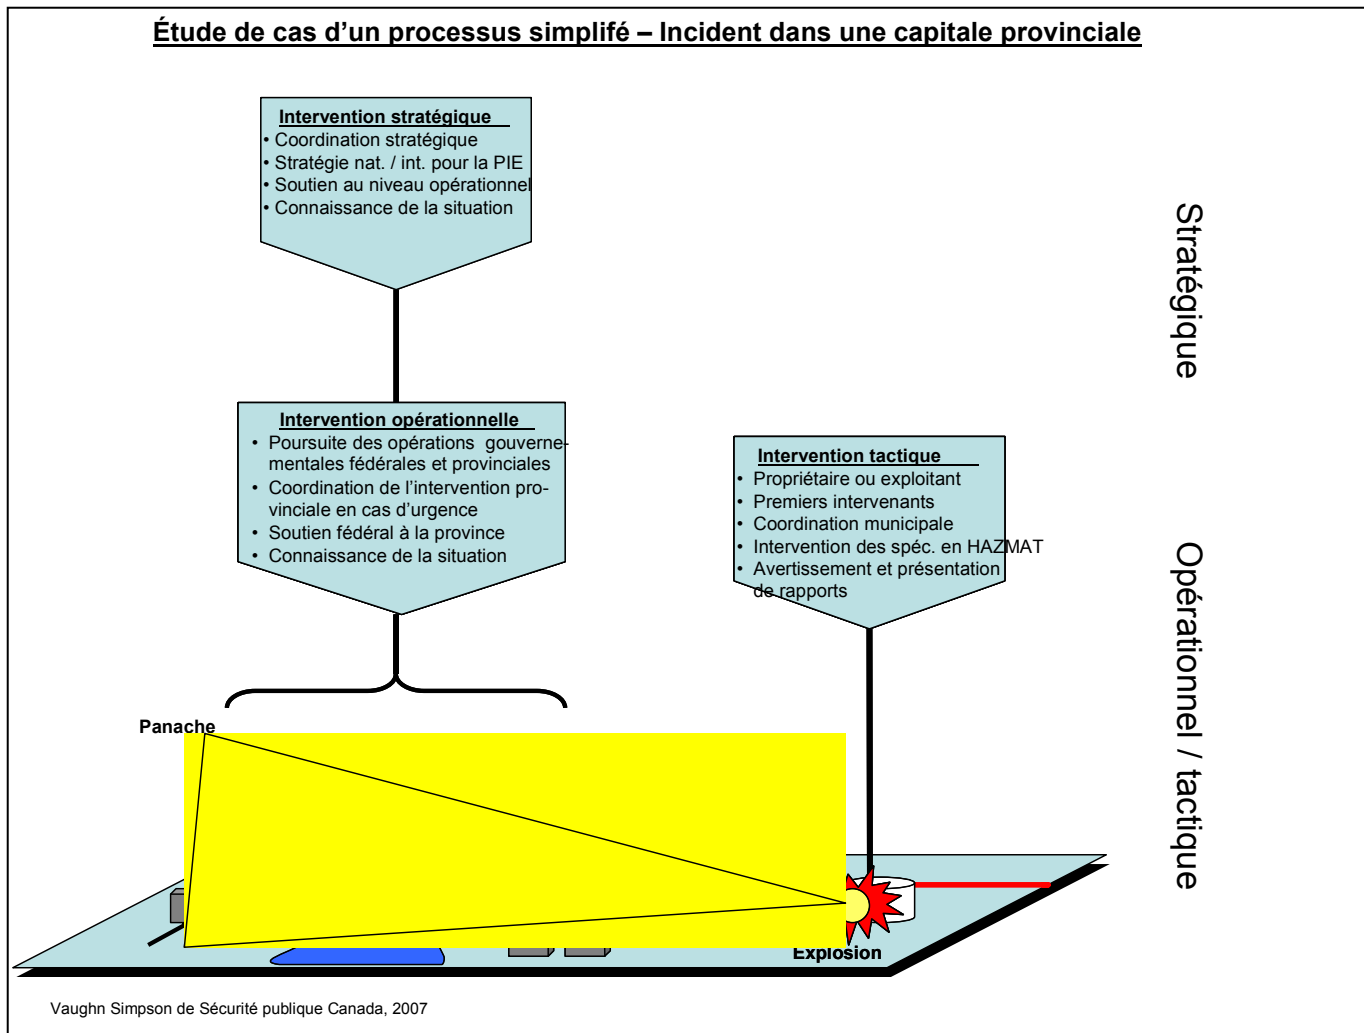 Étude de cas d’un processus simplifé – Incident dans une capitale provinciale
Intervention stratégique
• Coordination stratégique
• Stratégie nat. / int. pour la PIE
• Soutien au niveau opérationnel
• Connaissance de la situation
Stratégique
Intervention opérationnelle
• Poursuite des opérations gouverne-
mentales fédérales et provinciales
• Coordination de l’intervention pro-
vinciale en cas d’urgence
• Soutien fédéral à la province
• Connaissance de la situation
Intervention tactique
• Propriétaire ou exploitant
• Premiers intervenants
• Coordination municipale
• Intervention des spéc. en HAZMAT
• Avertissement et présentation
de rapports
Opérationnel / tactique
Panache
Explosion
Vaughn Simpson de Sécurité publique Canada, 2007